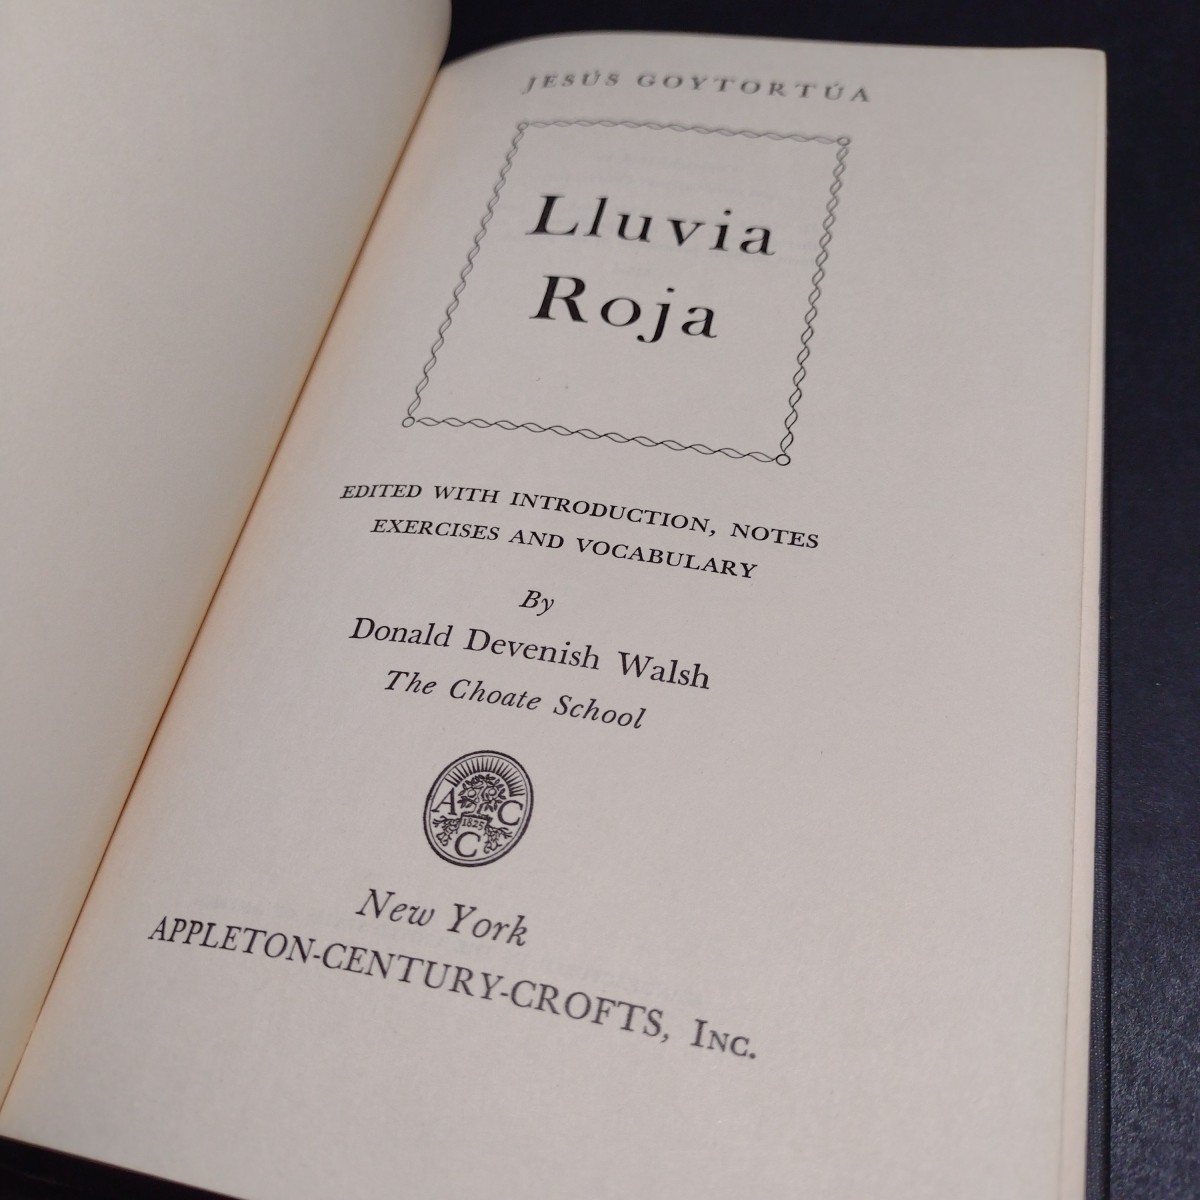 JESÚS GOYTORTÚA
Lluvia
Roja
EDITED WITH INTRODUCTION, NOTES
EXERCISES AND VOCABULARY
By
Donald Devenish Walsh
The Choate School
A C
1825
C
New York
APPLETON-CENTURY-CROFTS, INC.